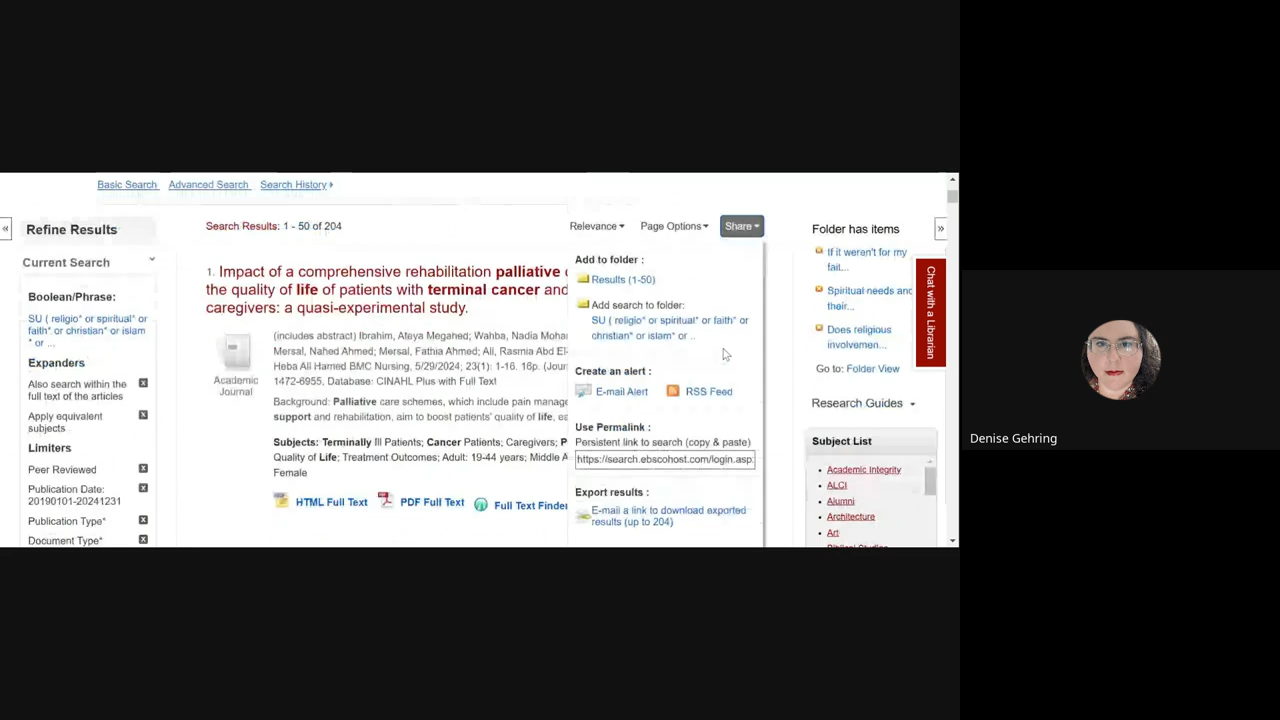 Basic Search Advanced Search Search History
Refine Results
Current Search
Boolean/Phrase:
SU ( religio* or spiritual* or
faith* or christian* or islam
* or ...
Expanders
Also search within the
full text of the articles
Apply equivalent
subjects
Limiters
Peer Reviewed
Publication Date:
20190101-20241231
Publication Type*
Document Type*
Search Results: 1 - 50 of 204
Relevance Page Options Share
1. Impact of a comprehensive rehabilitation palliative
the quality of life of patients with terminal cancer and
caregivers: a quasi-experimental study.
Academic
Journal
(includes abstract) Ibrahim, Ateya Megahed; Wahba, Nadia Mohar
Mersal, Nahed Ahmed; Mersal, Fathia Ahmed; Ali, Rasmia Abd El-
Heba Ali Hamed BMC Nursing, 5/29/2024; 23(1): 1-16. 16p. (Jour
1472-6955, Database: CINAHL Plus with Full Text
Background: Palliative care schemes, which include pain manage
support and rehabilitation, aim to boost patients' quality of life, ea
Subjects: Terminally Ill Patients; Cancer Patients; Caregivers; P
Quality of Life; Treatment Outcomes; Adult: 19-44 years; Middle A
Female
HTML Full Text PDF Full Text Full Text Finder
Add to folder :
Results (1-50)
Add search to folder:
SU ( religio* or spiritual* or faith* or
christian* or islam* or ..
Create an alert :
E-mail Alert RSS Feed
Use Permalink :
Persistent link to search (copy & paste)
https://search.ebscohost.com/login.asp
Export results :
E-mail a link to download exported
results (up to 204)
Folder has items
If it weren't for my
fait...
Spiritual needs and
their...
Does religious
involvemen...
Go to: Folder View
Chat with a Librarian
Research Guides
Subject List
Academic Integrity
ALCI
Alumni
Architecture
Art
Biblical Studies
Denise Gehring